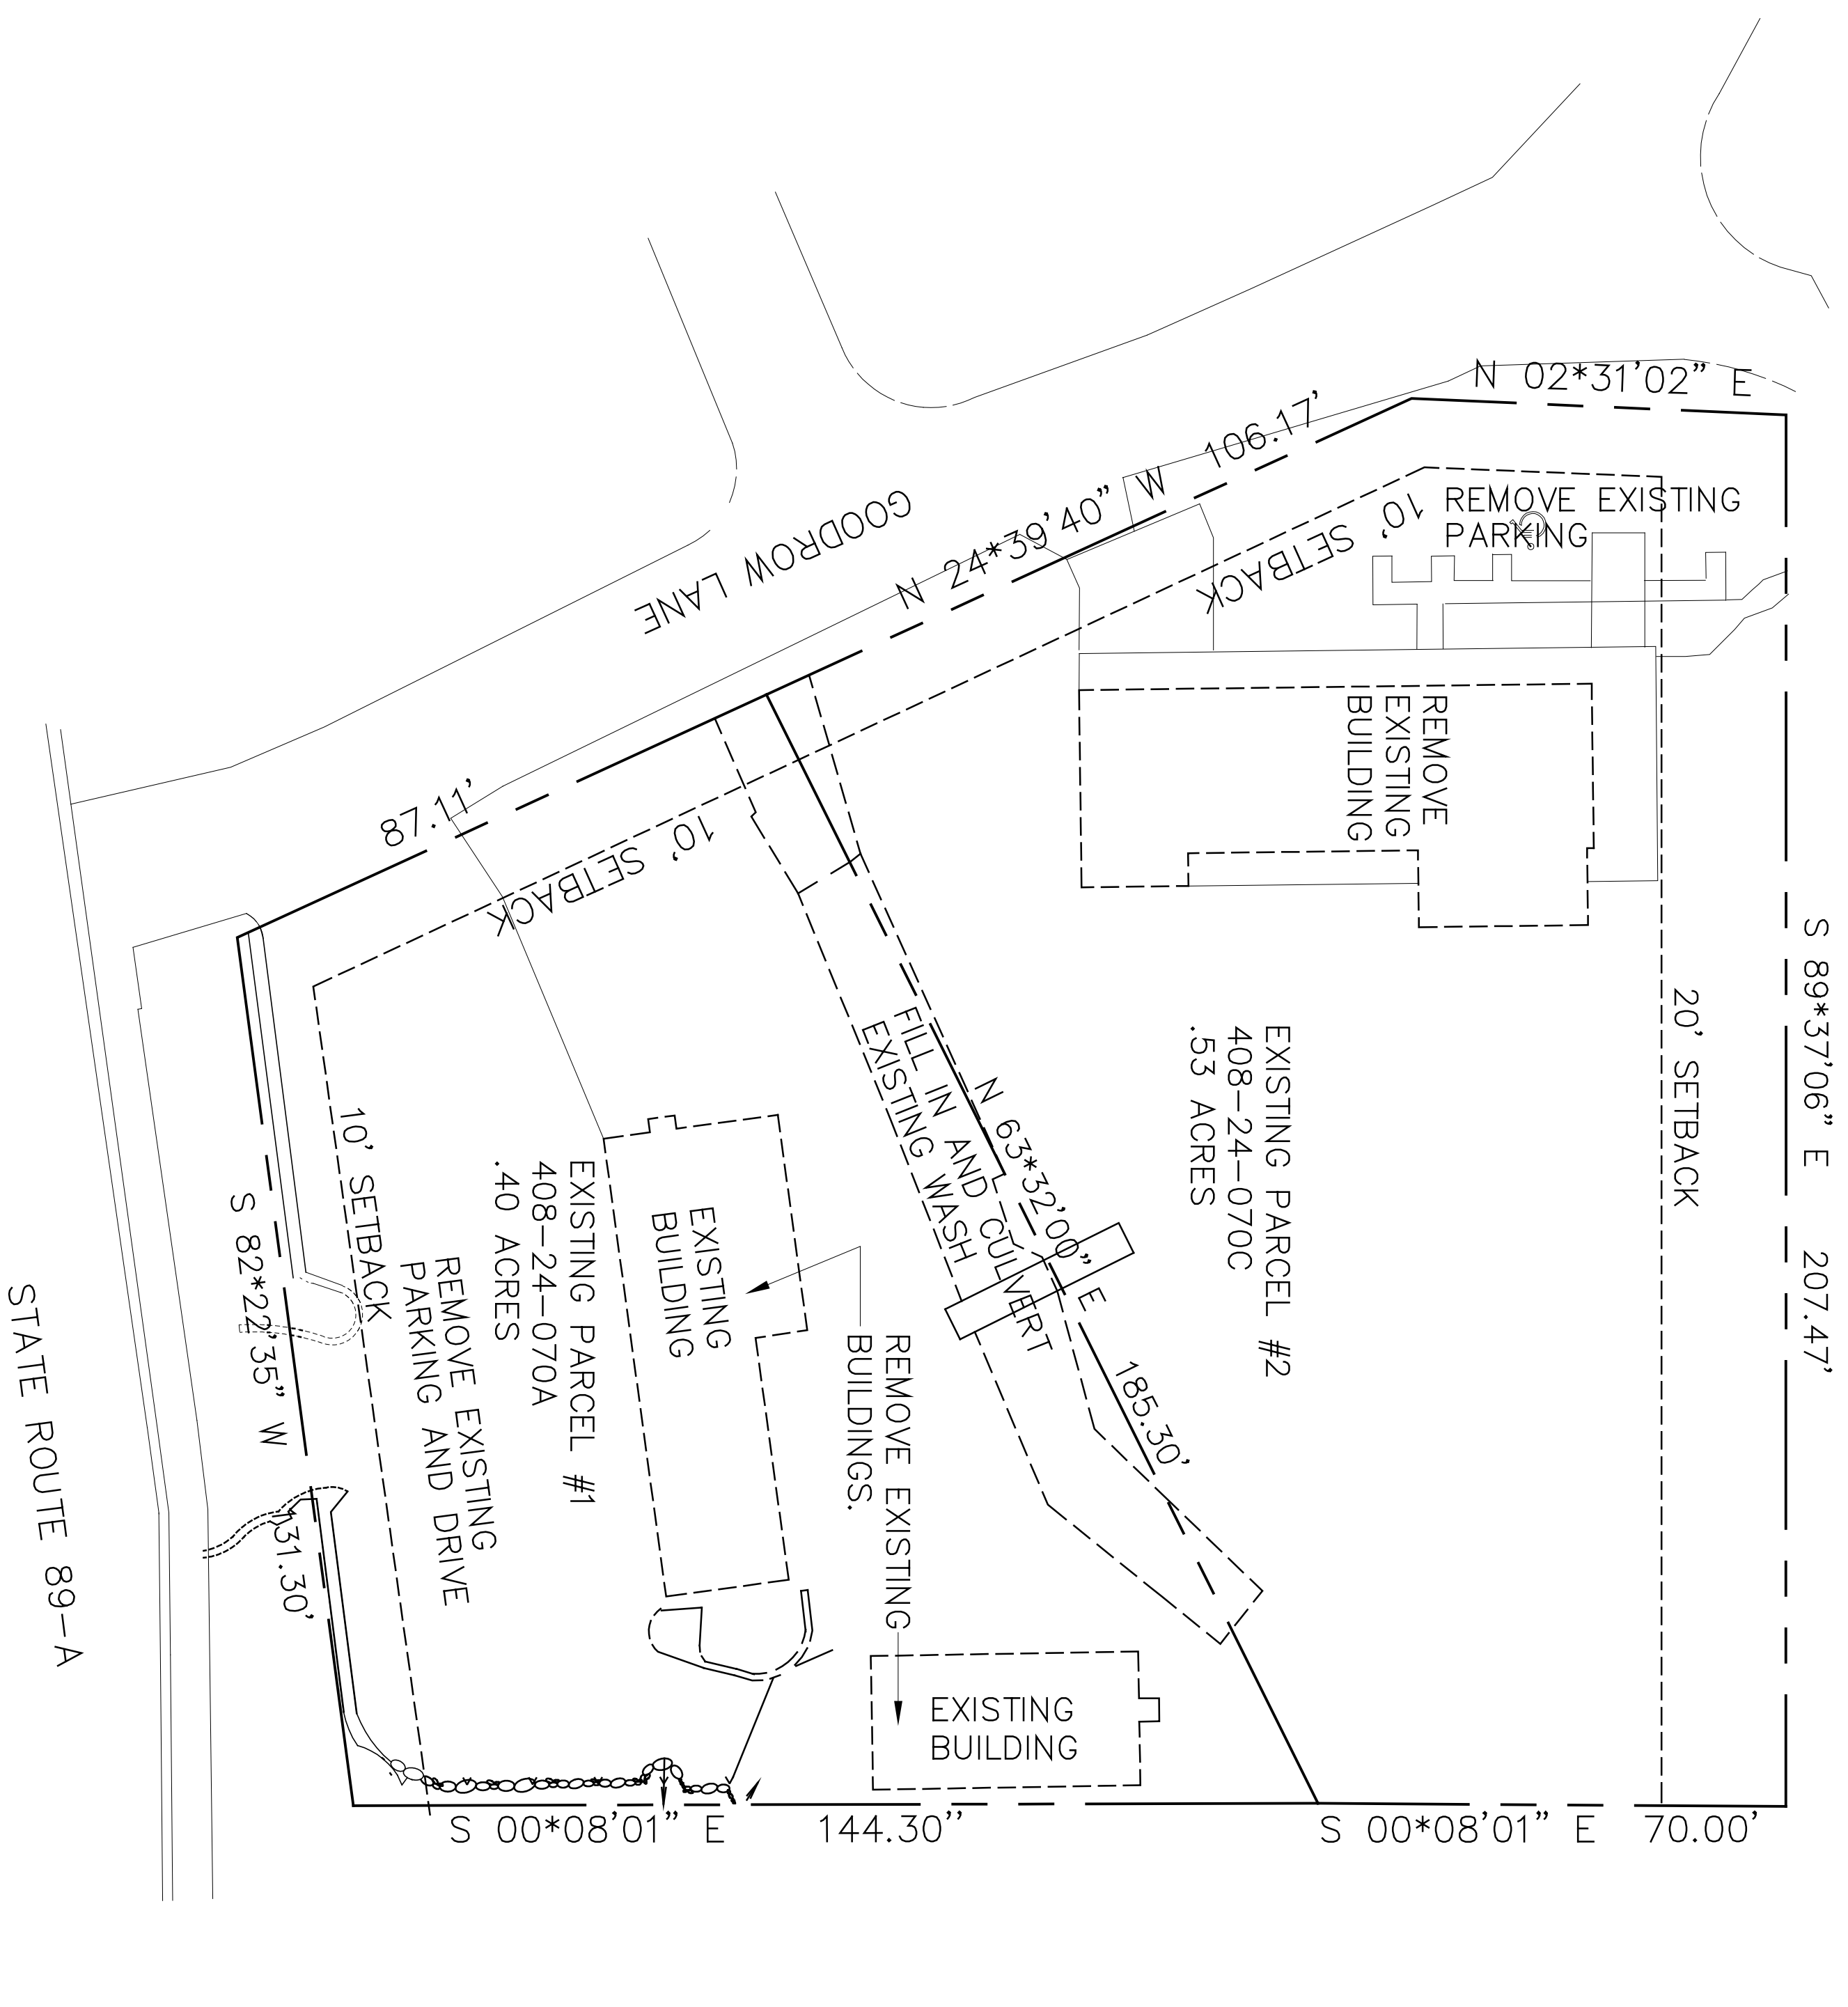 N 02*31'02" E
N 24*39'40" W 106.17'
10' SETBACK
REMOVE EXISTING
PARKING
GOODROW LANE
87.11'
10' SETBACK
REMOVE
EXISTING
BUILDING
S 89*37'06" E 207.47'
20' SETBACK
EXISTING PARCEL #2
408-24-070C
.53 ACRES
N 63*32'00" E 185.30'
FILL IN AND CULVERT
EXISTING WASH
10' SETBACK
EXISTING PARCEL #1
408-24-070A
.40 ACRES
EXISTING
BUILDING
REMOVE EXISTING
BUILDINGS.
REMOVE EXISTING
PARKING AND DRIVE
S 82*22'35" W
131.30'
STATE ROUTE 89-A
EXISTING
BUILDING
S 00*08'01" E 144.30"
S 00*08'01" E 70.00'